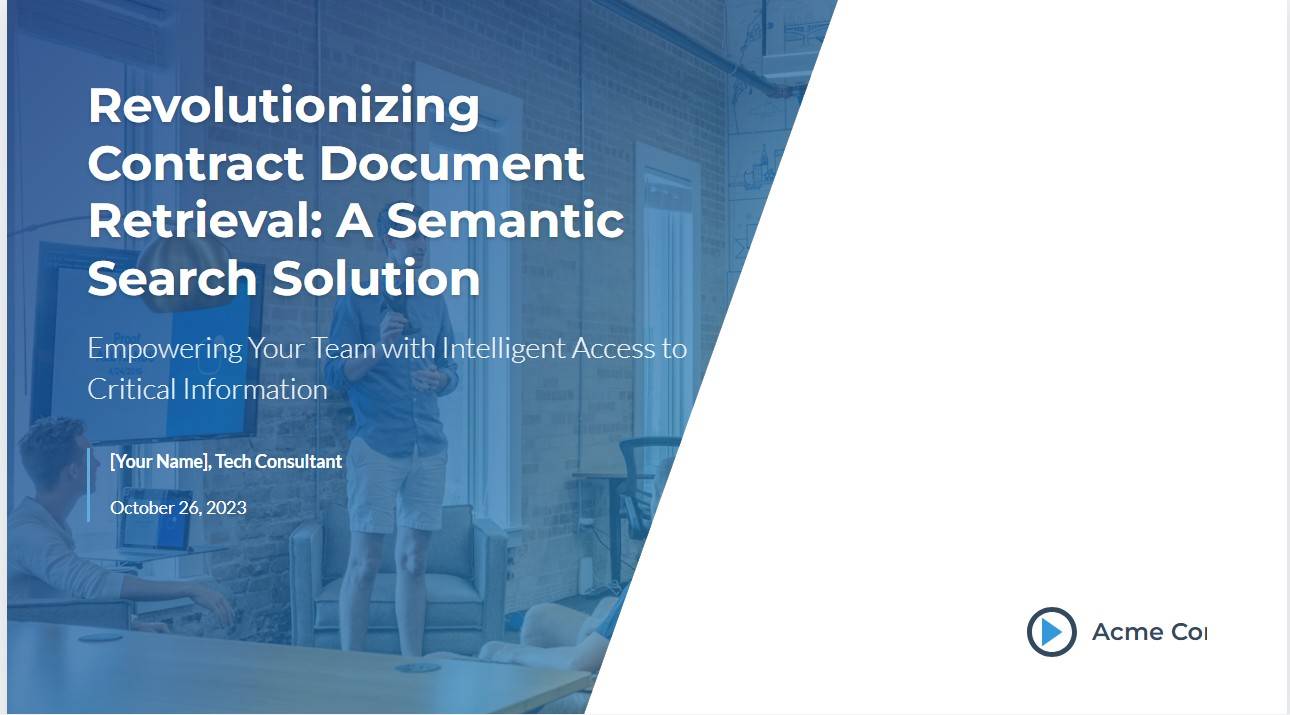 Revolutionizing
Contract Document
Retrieval: A Semantic
Search Solution
Empowering Your Team with Intelligent Access to
Critical Information
[Your Name], Tech Consultant
October 26, 2023
Acme